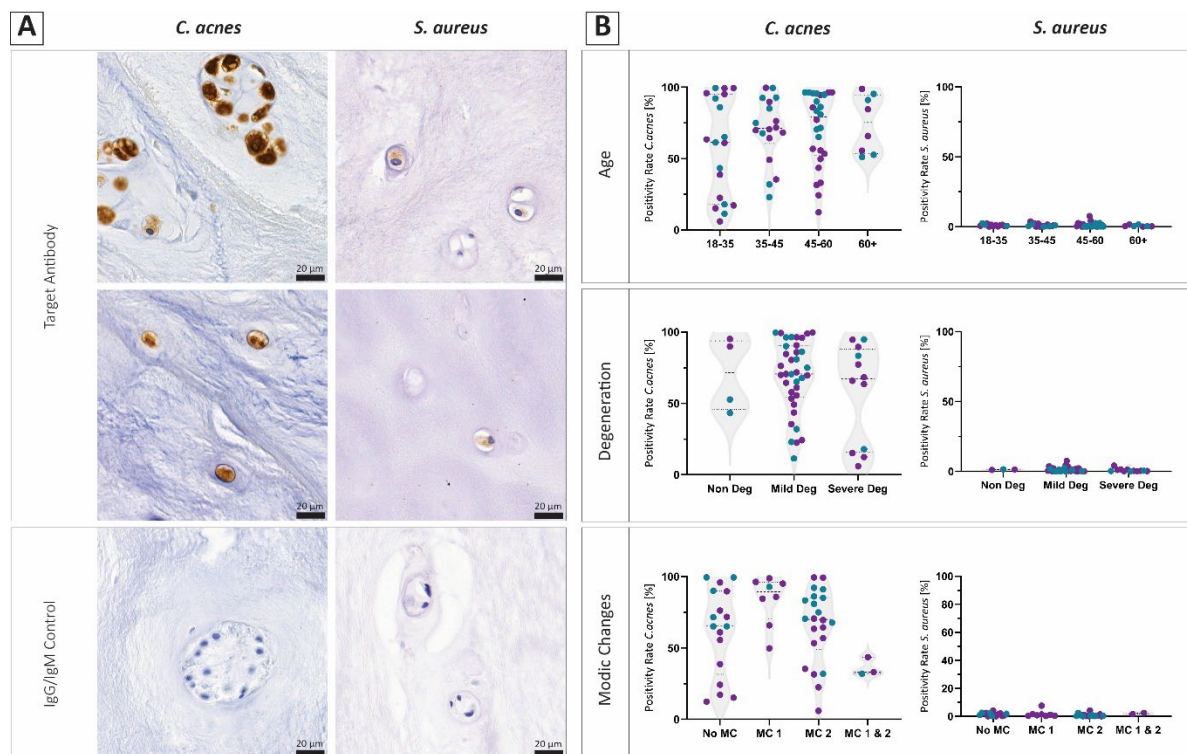 A
C. acnes
S. aureus
Target Antibody
20 µm
20 µm
20 µm
20 µm
IgG/IgM Control
20 µm
20 µm
B
C. acnes
S. aureus
Age
Positivity Rate C.acnes [%]
100
50
0
18-35 35-45 45-60 60+
Positivity Rate S. aureus [%]
100
50
0
18-35 35-45 45-60 60+
Degeneration
Positivity Rate C.acnes [%]
100
50
0
Non Deg Mild Deg Severe Deg
Positivity Rate S. aureus [%]
100
50
0
Non Deg Mild Deg Severe Deg
Modic Changes
Positivity Rate C.acnes [%]
100
50
0
No MC MC 1 MC 2 MC 1 & 2
Positivity Rate S. aureus [%]
100
50
0
No MC MC 1 MC 2 MC 1 & 2